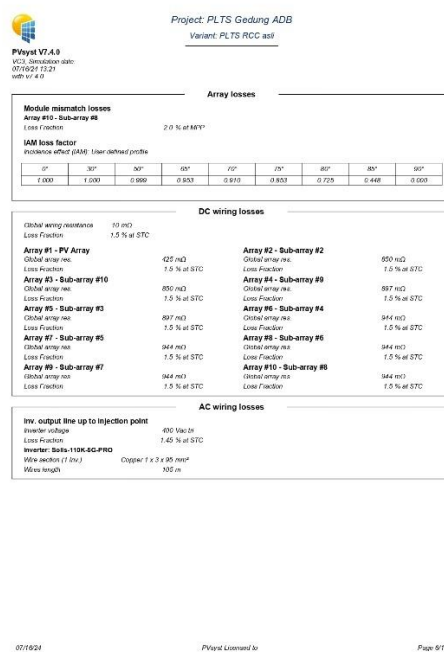 Project: PLTS Gedung ADB
Variant: PLTS RCC asli
PVsyst V7.4.0
VC3, Simulation date:
07/16/24 13:21
with v7.4.0
Array losses
Module mismatch losses
Array #10 - Sub-array #8
Loss Fraction 2.0 % at MPP
IAM loss factor
Incidence effect (IAM): User defined profile
0° 30° 50° 65° 70° 75° 80° 85° 90°
1.000 1.000 0.999 0.953 0.910 0.853 0.725 0.448 0.000
DC wiring losses
Global wiring resistance 10 mΩ
Loss Fraction 1.5 % at STC
Array #1 - PV Array Array #2 - Sub-array #2
Global array res. 425 mΩ Global array res. 850 mΩ
Loss Fraction 1.5 % at STC Loss Fraction 1.5 % at STC
Array #3 - Sub-array #10 Array #4 - Sub-array #9
Global array res. 850 mΩ Global array res. 897 mΩ
Loss Fraction 1.5 % at STC Loss Fraction 1.5 % at STC
Array #5 - Sub-array #3 Array #6 - Sub-array #4
Global array res. 897 mΩ Global array res. 944 mΩ
Loss Fraction 1.5 % at STC Loss Fraction 1.5 % at STC
Array #7 - Sub-array #5 Array #8 - Sub-array #6
Global array res. 944 mΩ Global array res. 944 mΩ
Loss Fraction 1.5 % at STC Loss Fraction 1.5 % at STC
Array #9 - Sub-array #7 Array #10 - Sub-array #8
Global array res. 944 mΩ Global array res. 944 mΩ
Loss Fraction 1.5 % at STC Loss Fraction 1.5 % at STC
AC wiring losses
Inv. output line up to injection point
Inverter voltage 400 Vac tri
Loss Fraction 1.45 % at STC
Inverter: Solis-110K-5G-PRO
Wire section (1 Inv.) Copper 1 x 3 x 95 mm²
Wires length 105 m
07/16/24 PVsyst Licensed to Page 6/1